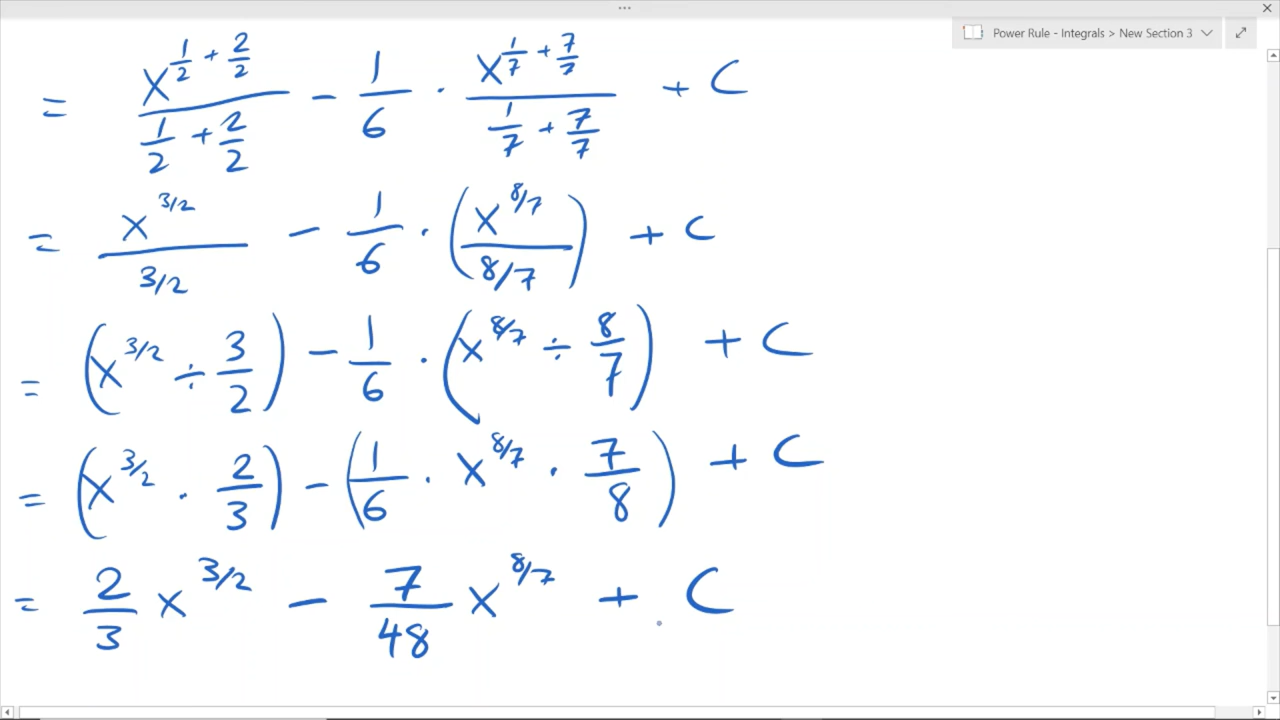 Power Rule - Integrals > New Section 3
= x^(1/2 + 2/2) / (1/2 + 2/2) - 1/6 · x^(1/7 + 7/7) / (1/7 + 7/7) + C
= x^(3/2) / (3/2) - 1/6 · (x^(8/7) / (8/7)) + C
= (x^(3/2) ÷ 3/2) - 1/6 · (x^(8/7) ÷ 8/7) + C
= (x^(3/2) · 2/3) - (1/6 · x^(8/7) · 7/8) + C
= 2/3 x^(3/2) - 7/48 x^(8/7) + C